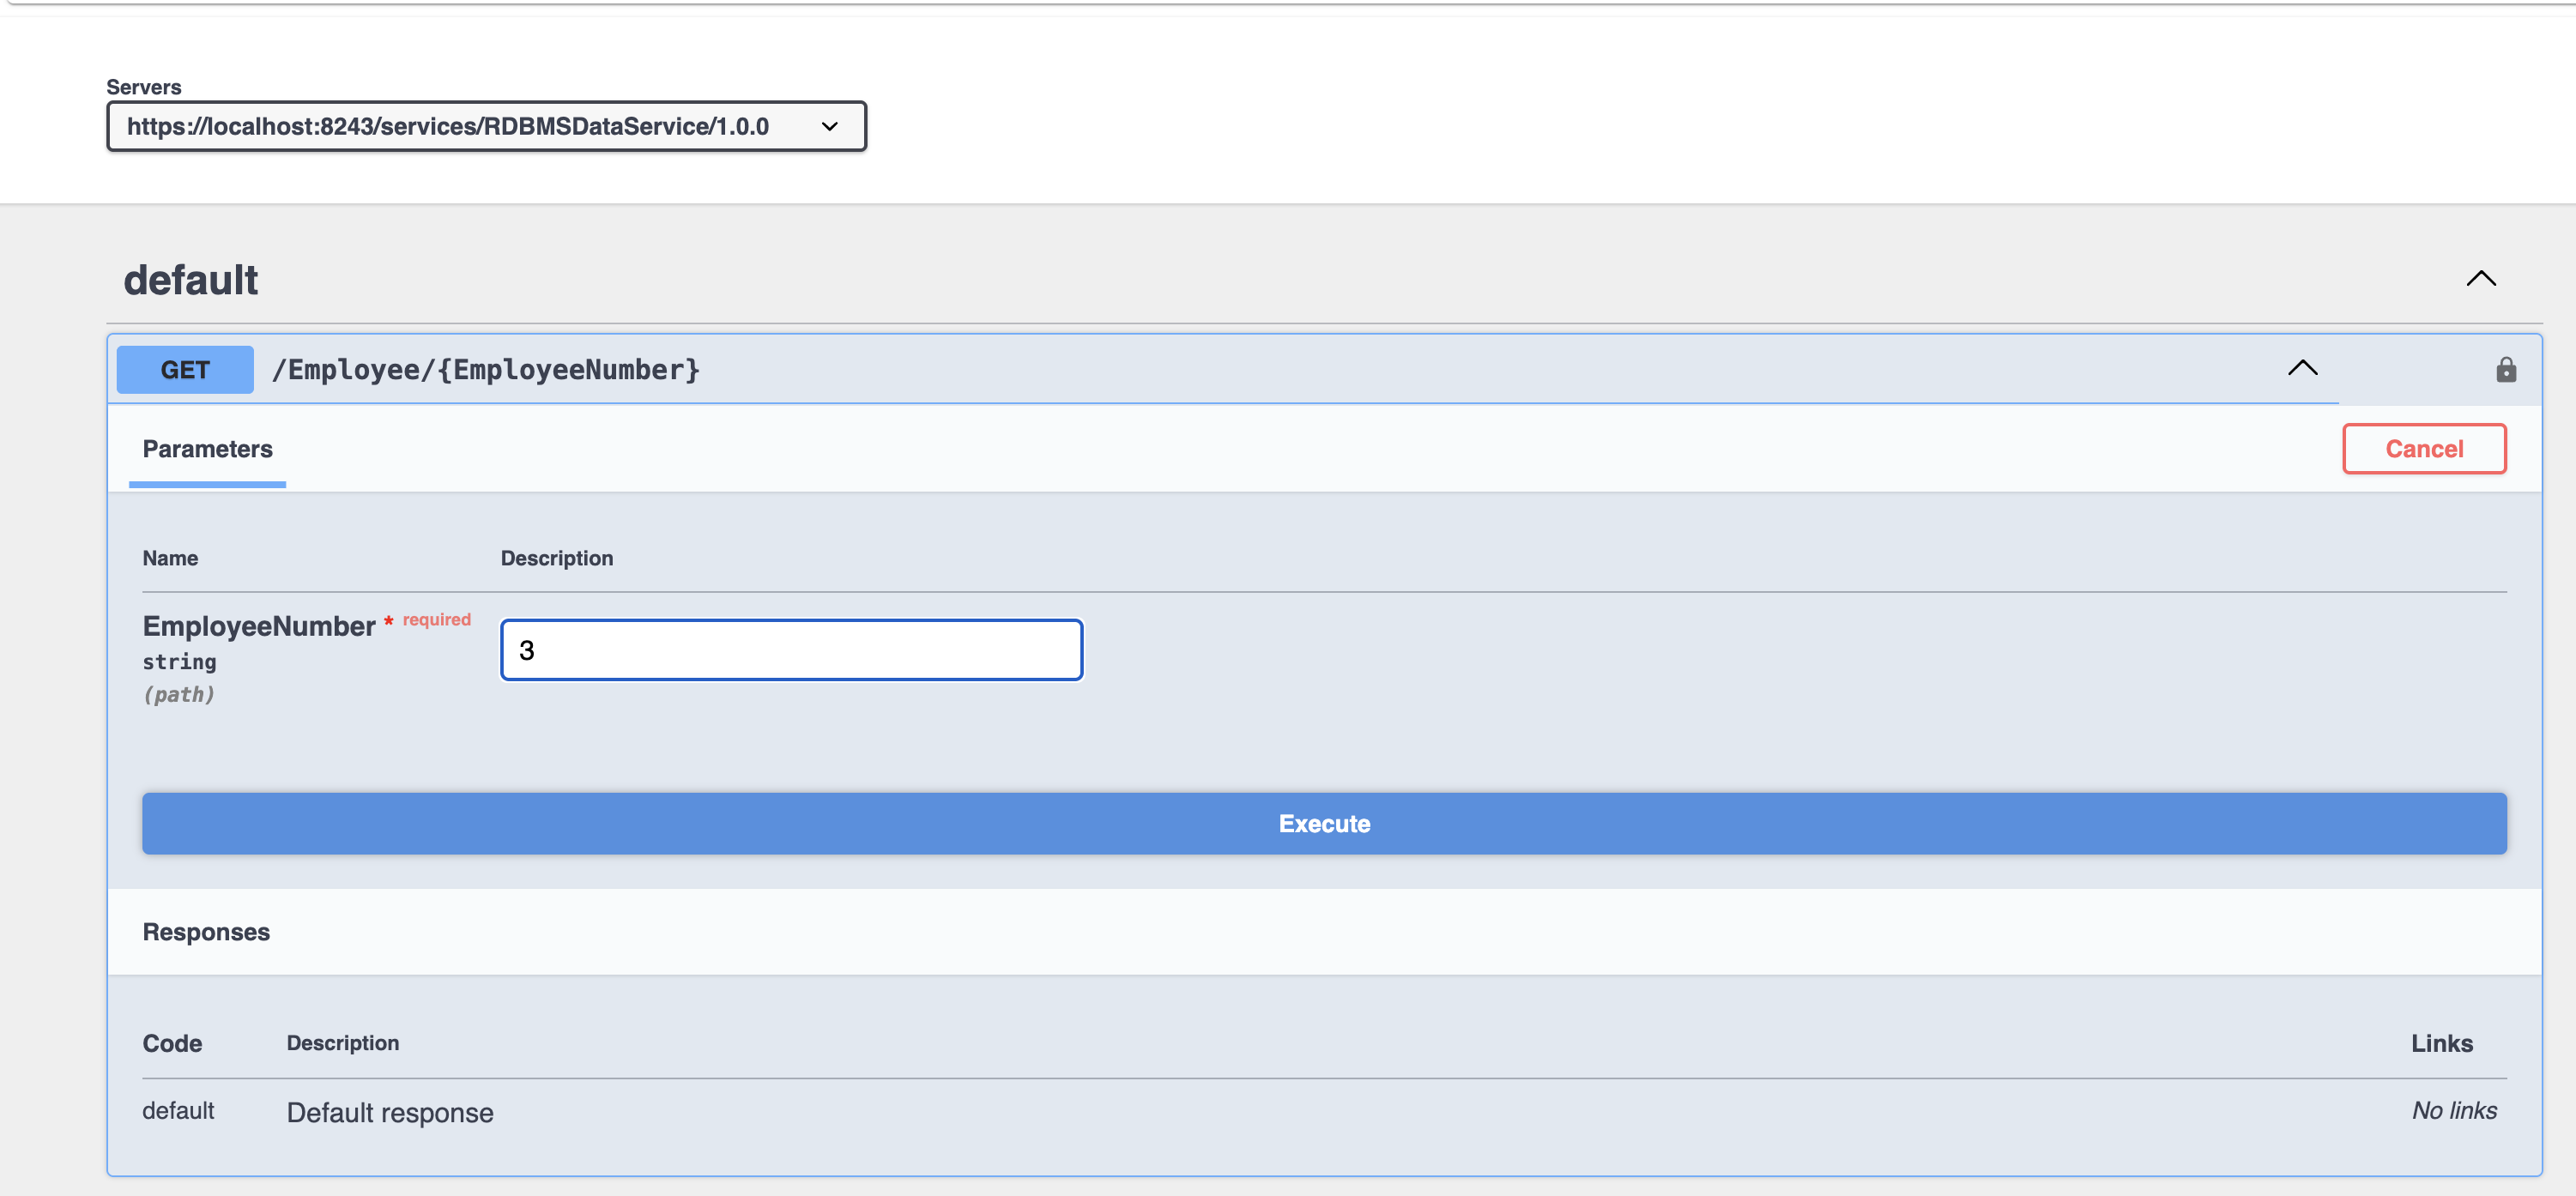 Servers
https://localhost:8243/services/RDBMSDataService/1.0.0
default
GET /Employee/{EmployeeNumber}
Parameters
Cancel
Name Description
EmployeeNumber * required
string
(path)
3
Execute
Responses
Code Description Links
default Default response No links